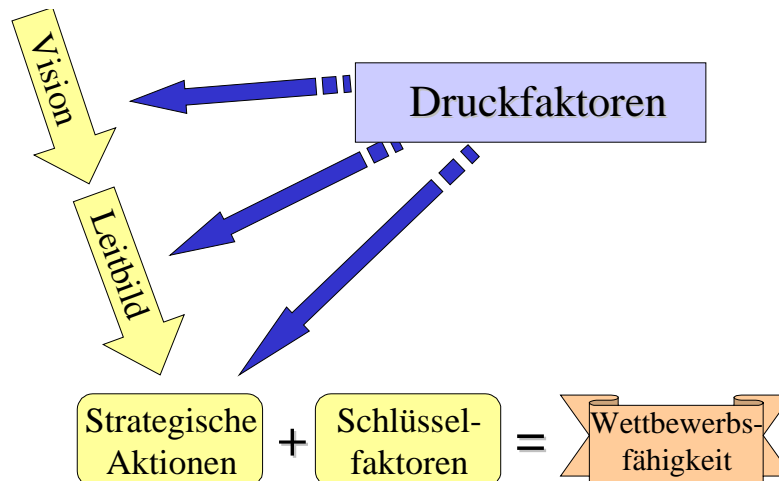 Vision
Druckfaktoren
Leitbild
Strategische
Aktionen
+
Schlüssel-
faktoren
=
Wettbewerbs-
fähigkeit